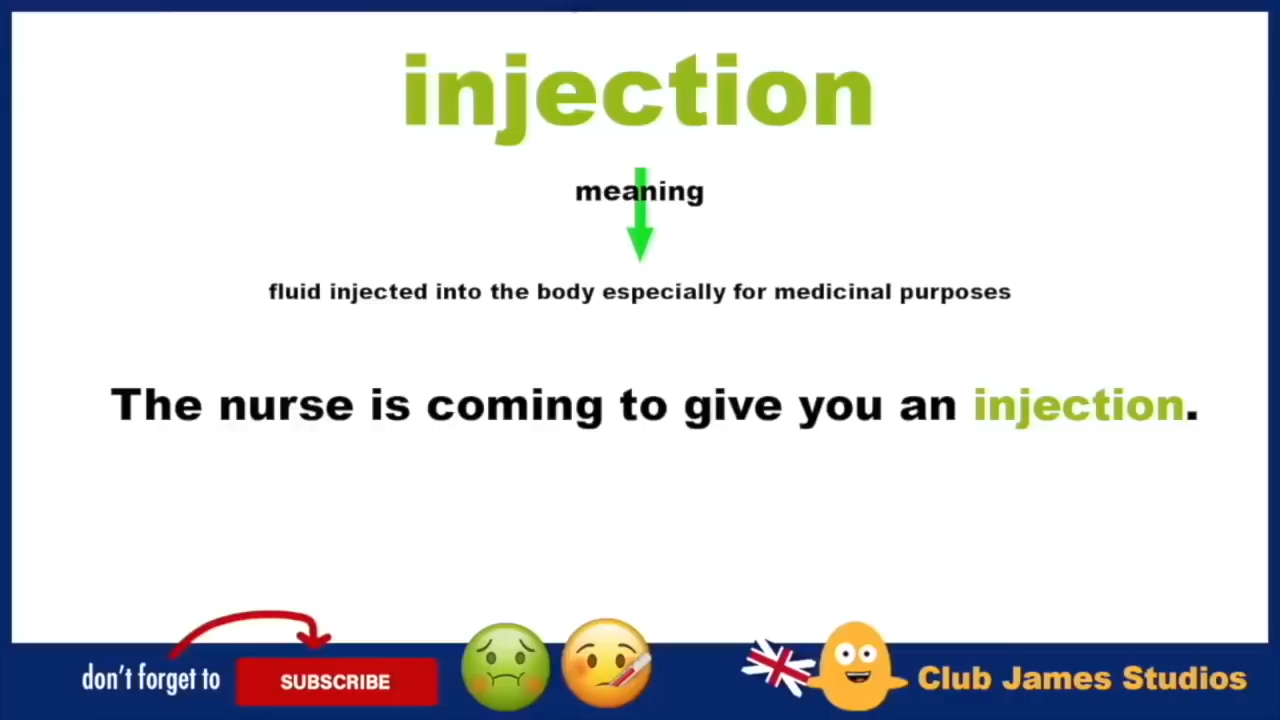 injection
meaning
fluid injected into the body especially for medicinal purposes
The nurse is coming to give you an injection.
don't forget to
SUBSCRIBE
Club James Studios